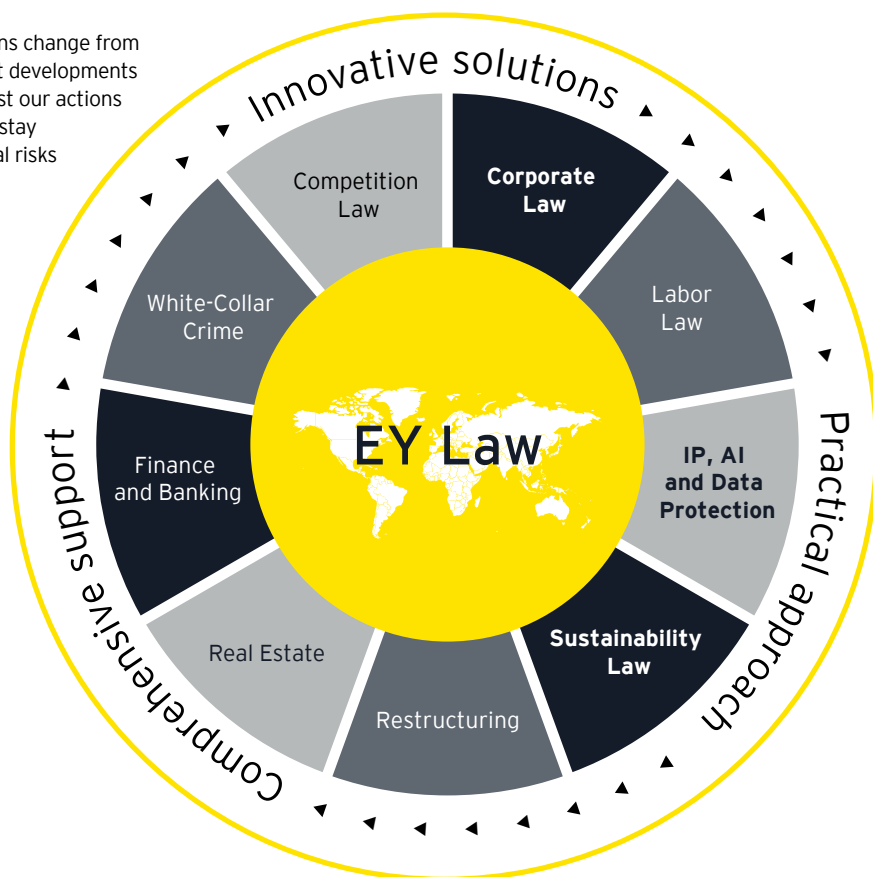 ns change from
t developments
st our actions
stay
al risks
Innovative solutions
Competition
Law
Corporate
Law
White-Collar
Crime
Labor
Law
EY Law
Finance
and Banking
IP, AI
and Data
Protection
Real Estate
Sustainability
Law
Restructuring
Practical approach
Comprehensive support